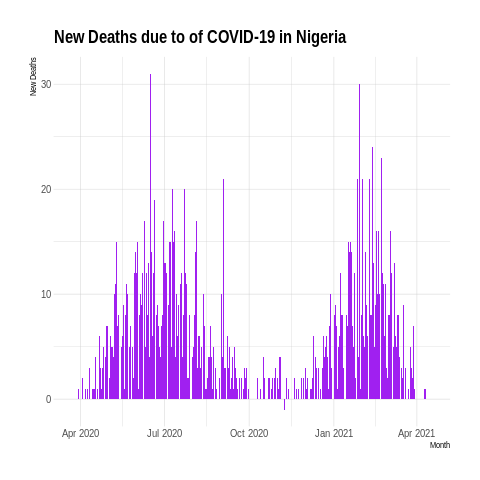 New Deaths due to of COVID-19 in Nigeria
New Deaths
30
20
10
0
Apr 2020 Jul 2020 Oct 2020 Jan 2021 Apr 2021
Month